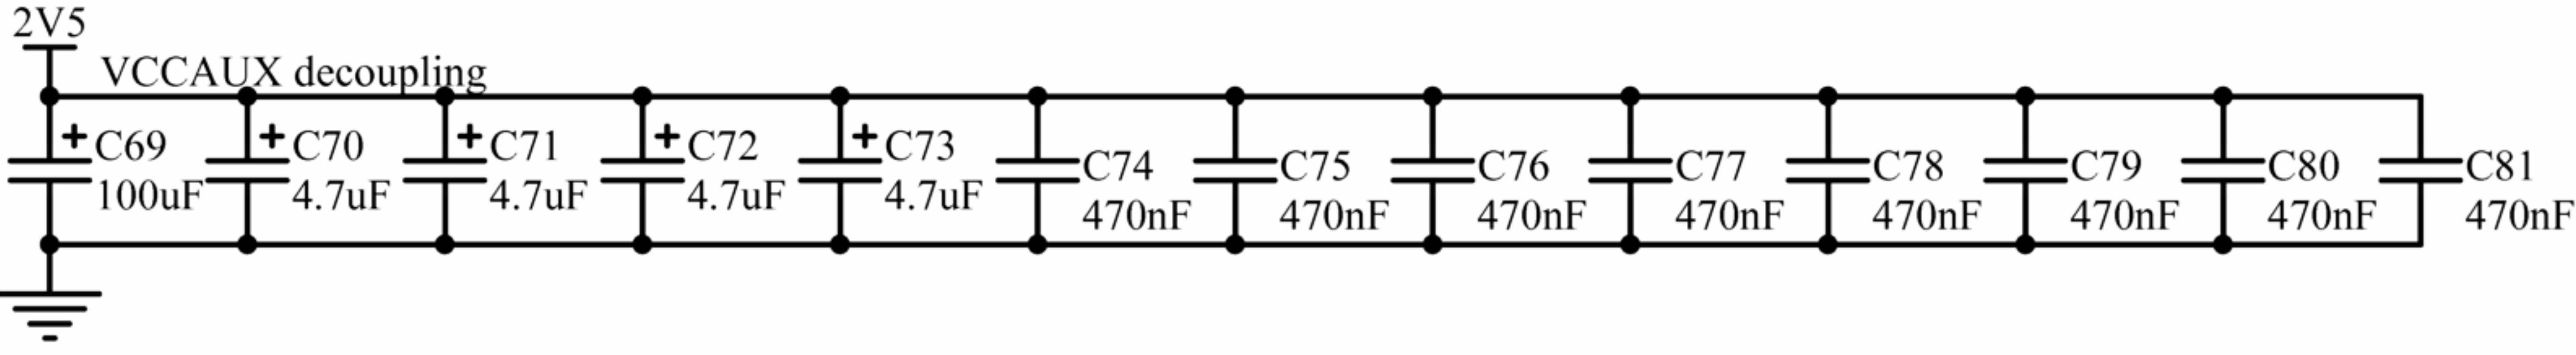 2V5
VCCAUX decoupling
+ C69
100uF
+ C70
4.7uF
+ C71
4.7uF
+ C72
4.7uF
+ C73
4.7uF
C74
470nF
C75
470nF
C76
470nF
C77
470nF
C78
470nF
C79
470nF
C80
470nF
C81
470nF